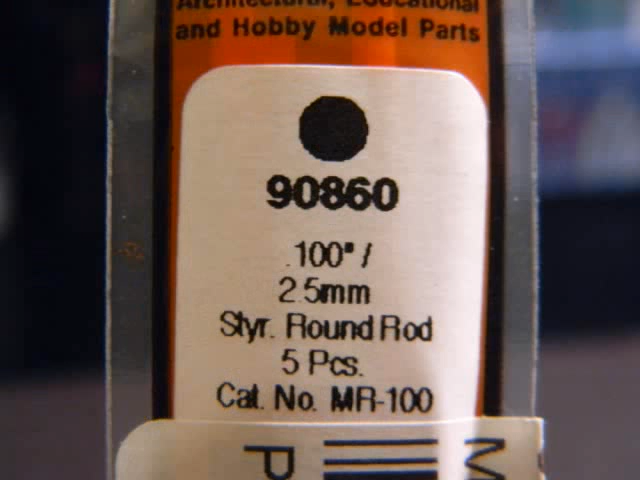 Architectural, Educational
and Hobby Model Parts
90860
.100" /
2.5mm
Styr. Round Rod
5 Pcs.
Cat. No. MR-100
P
M